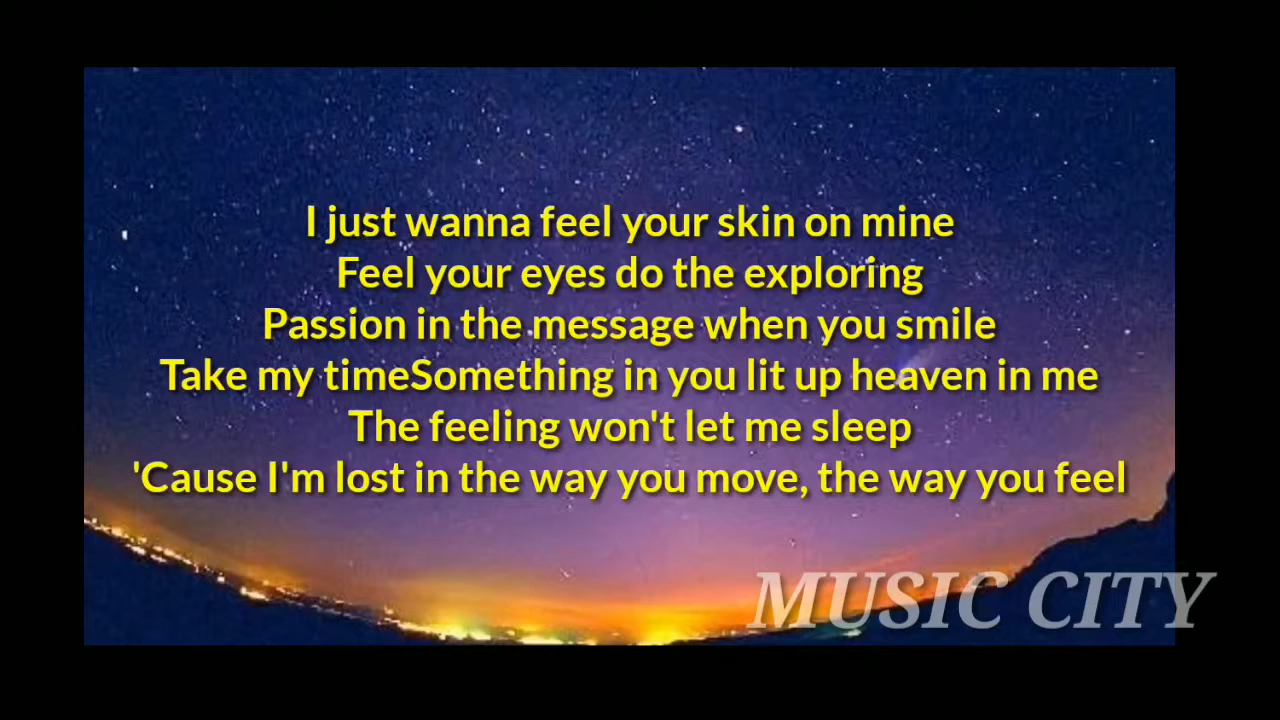 I just wanna feel your skin on mine
Feel your eyes do the exploring
Passion in the message when you smile
Take my timeSomething in you lit up heaven in me
The feeling won't let me sleep
'Cause I'm lost in the way you move, the way you feel
MUSIC CITY